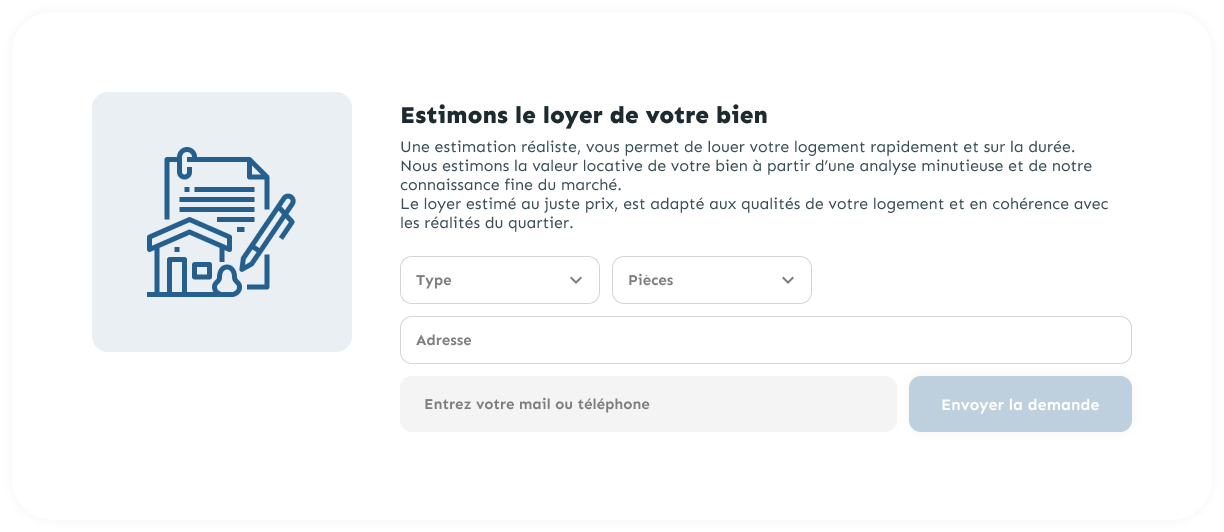 Estimons le loyer de votre bien
Une estimation réaliste, vous permet de louer votre logement rapidement et sur la durée.
Nous estimons la valeur locative de votre bien à partir d’une analyse minutieuse et de notre
connaissance fine du marché.
Le loyer estimé au juste prix, est adapté aux qualités de votre logement et en cohérence avec
les réalités du quartier.
Type
Pièces
Adresse
Entrez votre mail ou téléphone
Envoyer la demande